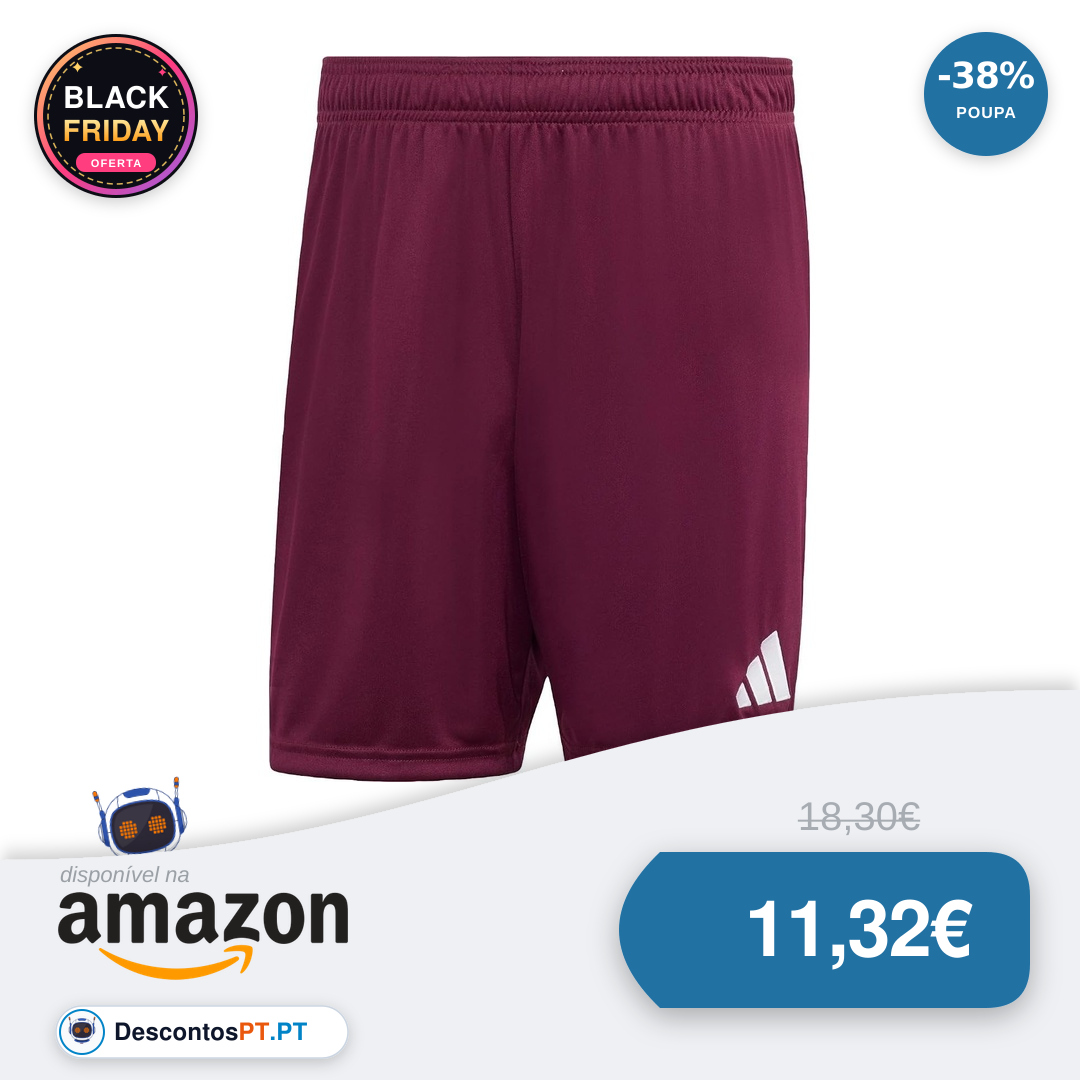 BLACK
FRIDAY
OFERTA
-38%
POUPA
18,30€
11,32€
disponível na
amazon
DescontosPT.PT